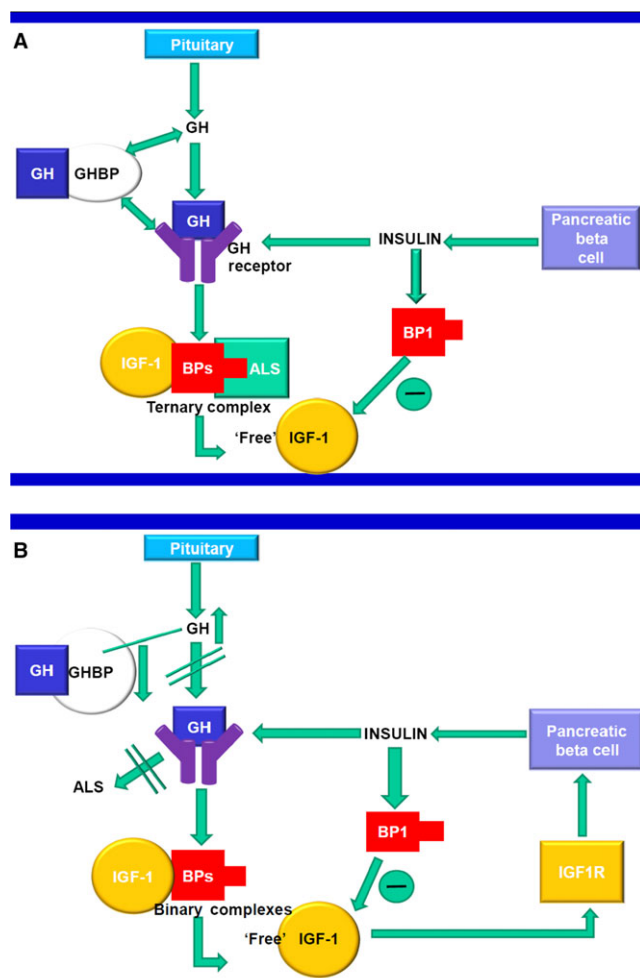 A
Pituitary
GH
GH
GHBP
GH
GH
receptor
INSULIN
Pancreatic
beta
cell
BP1
IGF-1
BPs
ALS
Ternary complex
'Free'
IGF-1
B
Pituitary
GH
GH
GHBP
GH
INSULIN
Pancreatic
beta cell
ALS
BP1
IGF-1
BPs
IGF1R
Binary complexes
'Free'
IGF-1